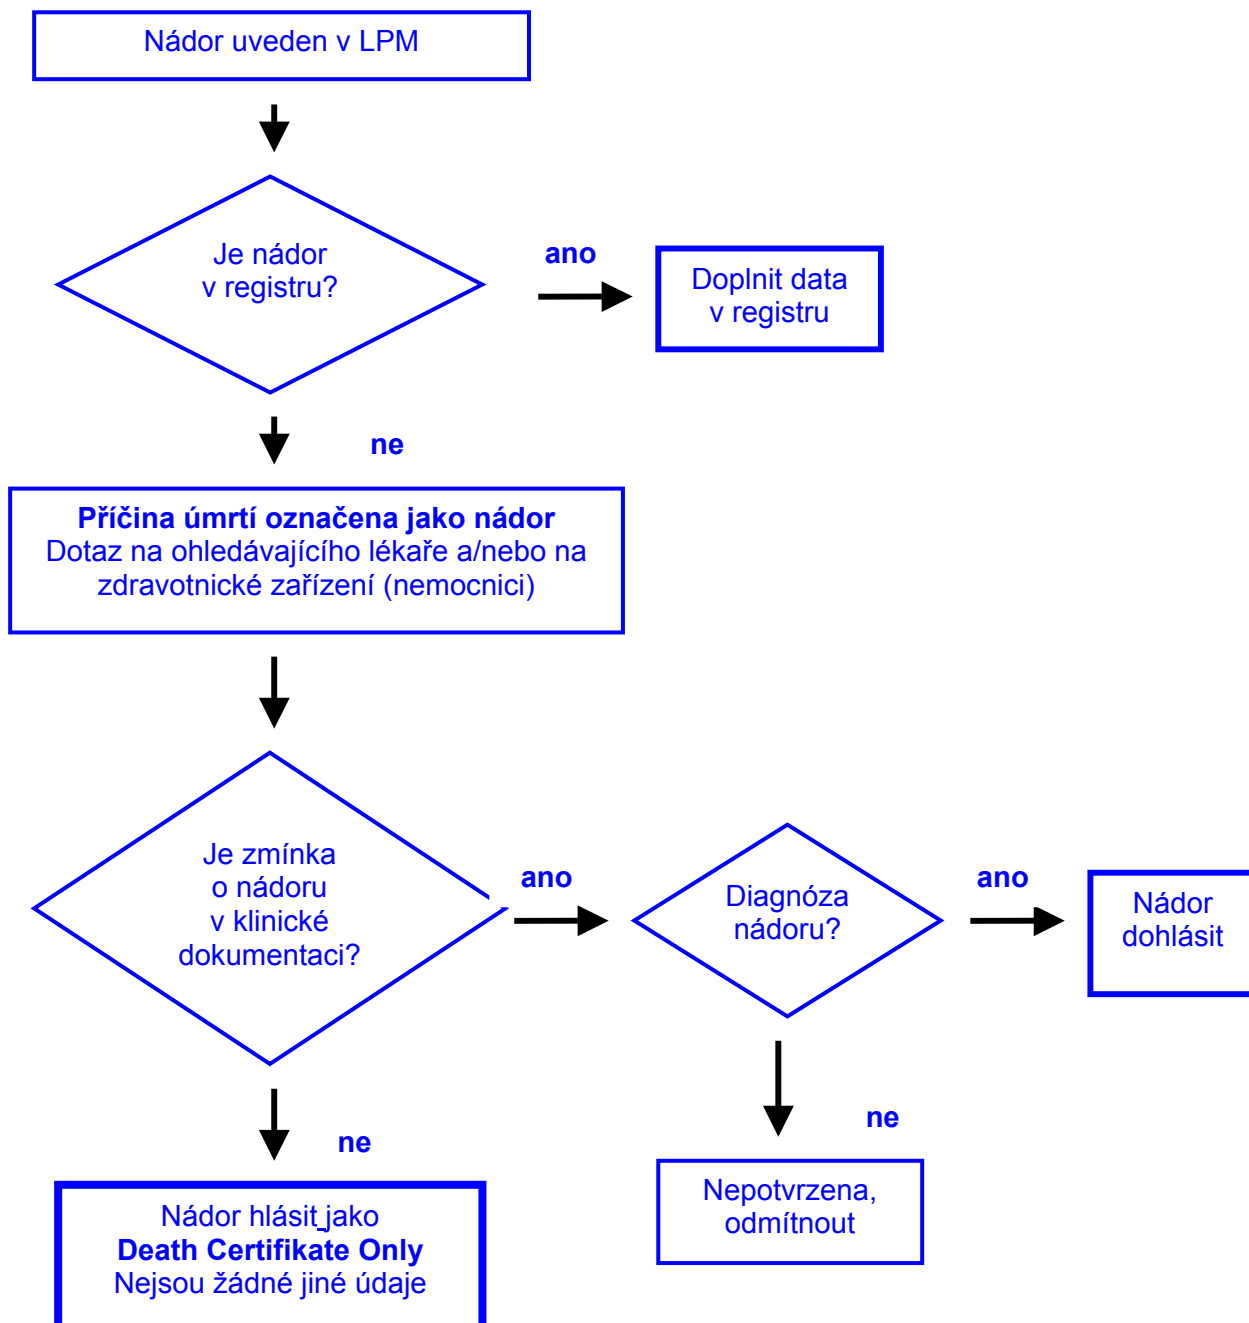 Nádor uveden v LPM
Je nádor
v registru?
ano
Doplnit data
v registru
ne
Příčina úmrtí označena jako nádor
Dotaz na ohledávajícího lékaře a/nebo na
zdravotnické zařízení (nemocnici)
Je zmínka
o nádoru
v klinické
dokumentaci?
ano
Diagnóza
nádoru?
ano
Nádor
dohlásit
ne
Nepotvrzena,
odmítnout
ne
Nádor hlásit jako
Death Certifikate Only
Nejsou žádné jiné údaje